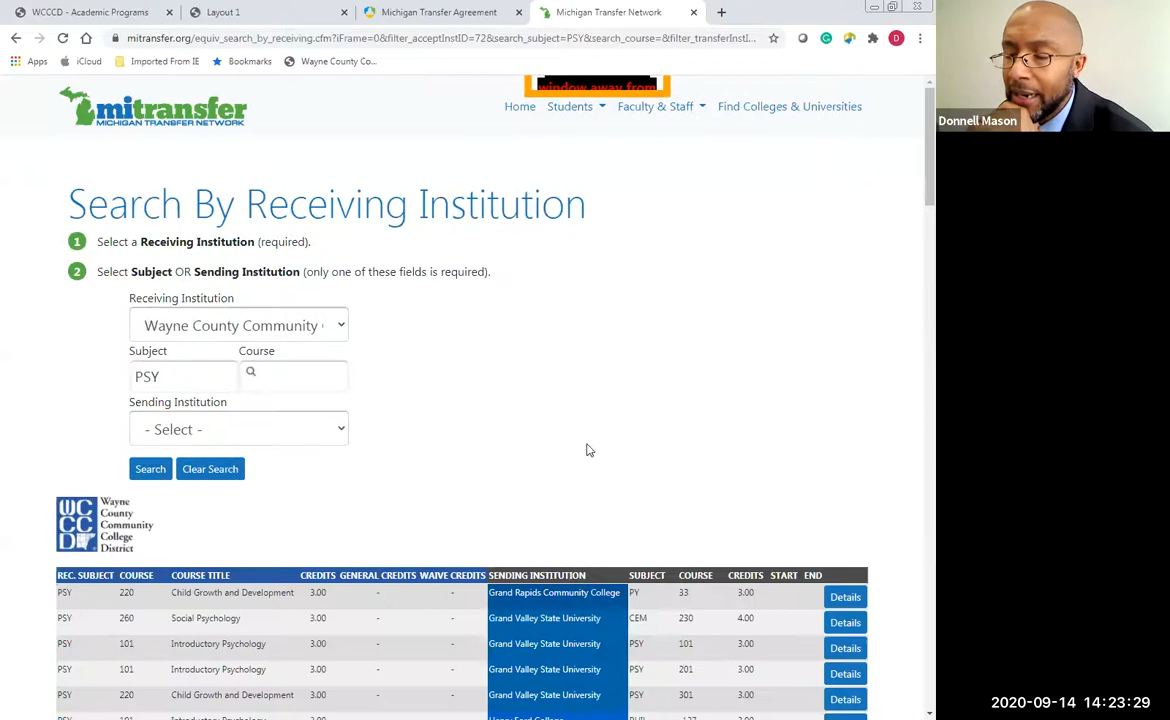 WCCCD - Academic Programs Layout 1 Michigan Transfer Agreement Michigan Transfer Network
mitransfer.org/equiv_search_by_receiving.cfm?iFrame=0&filter_acceptInstID=72&search_subject=PSY&search_course=&filter_transferInstI...
Apps iCloud Imported From IE Bookmarks Wayne County Co...
window away from
mitransfer
MICHIGAN TRANSFER NETWORK
Home Students Faculty & Staff Find Colleges & Universities
Donnell Mason
Search By Receiving Institution
1 Select a Receiving Institution (required).
2 Select Subject OR Sending Institution (only one of these fields is required).
Receiving Institution
Wayne County Community
Subject Course
PSY
Sending Institution
- Select -
Search Clear Search
WCCCD
Wayne
County
Community
College
District
REC. SUBJECT COURSE COURSE TITLE CREDITS GENERAL CREDITS WAIVE CREDITS SENDING INSTITUTION SUBJECT COURSE CREDITS START END
PSY 220 Child Growth and Development 3.00 - - Grand Rapids Community College PY 33 3.00 Details
PSY 260 Social Psychology 3.00 - - Grand Valley State University CEM 230 4.00 Details
PSY 101 Introductory Psychology 3.00 - - Grand Valley State University PSY 101 3.00 Details
PSY 101 Introductory Psychology 3.00 - - Grand Valley State University PSY 201 3.00 Details
PSY 220 Child Growth and Development 3.00 - - Grand Valley State University PSY 301 3.00 Details
2020-09-14 14:23:29